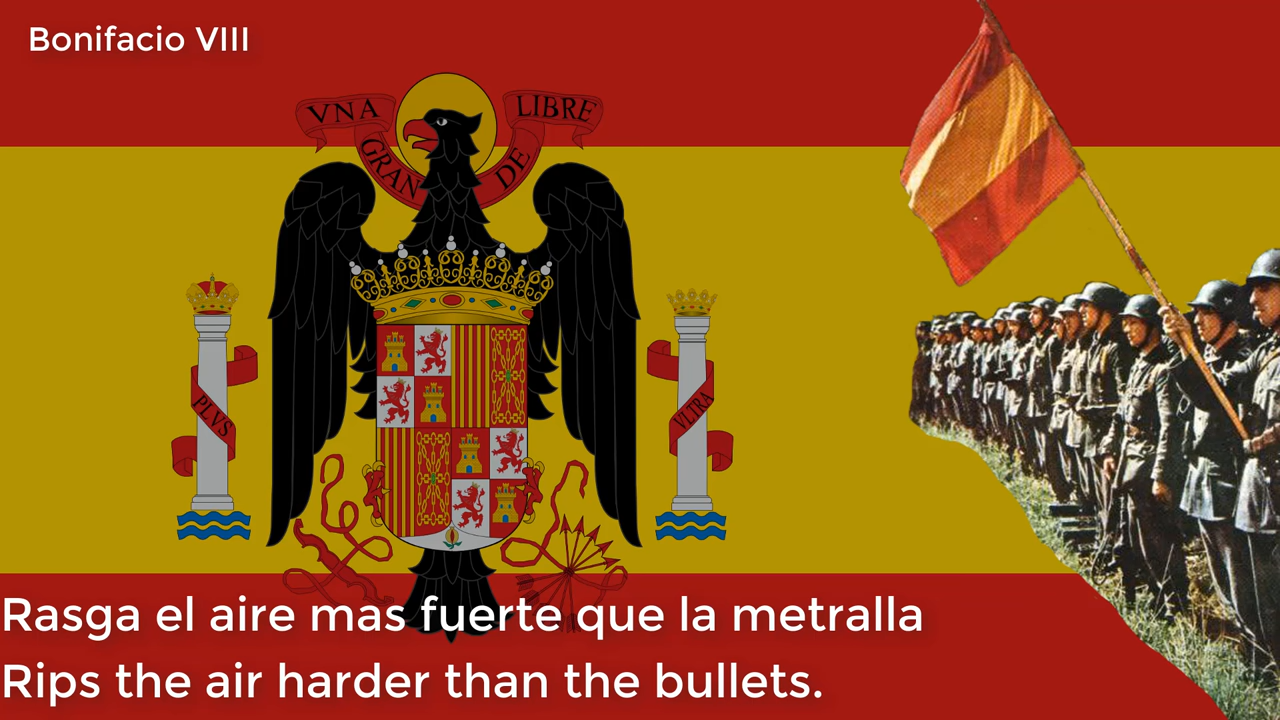 Bonifacio VIII
VNA
GRAN
DE
LIBRE
PLVS
VLTRA
Rasga el aire mas fuerte que la metralla
Rips the air harder than the bullets.